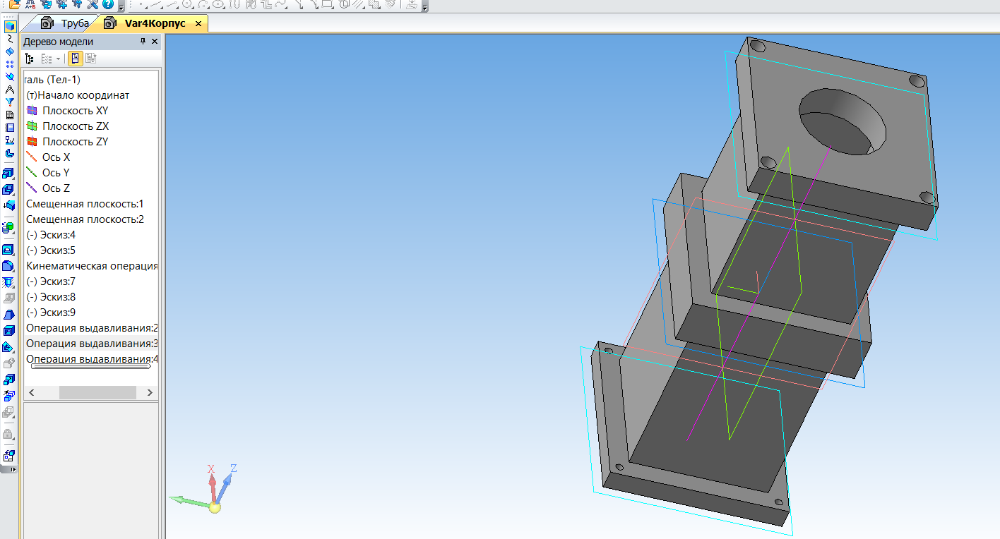 A+B
Труба
Var4Корпус
Дерево модели
таль (Тел-1)
(т)Начало координат
Плоскость XY
Плоскость ZX
Плоскость ZY
Ось X
Ось Y
Ось Z
Смещенная плоскость:1
Смещенная плоскость:2
(-) Эскиз:4
(-) Эскиз:5
Кинематическая операция
(-) Эскиз:7
(-) Эскиз:8
(-) Эскиз:9
Операция выдавливания:2
Операция выдавливания:3
Операция выдавливания:4
X
Z